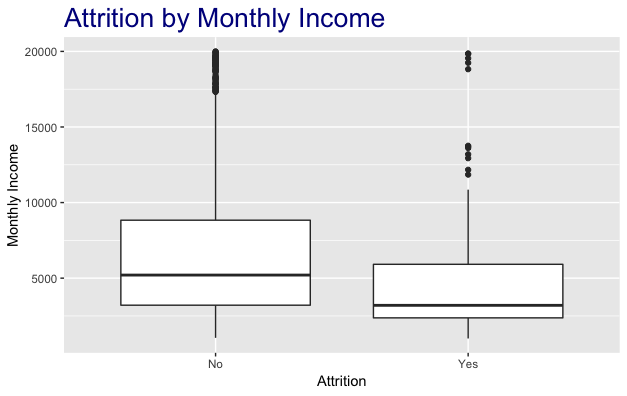 Attrition by Monthly Income
20000
15000
10000
5000
Monthly Income
No
Yes
Attrition